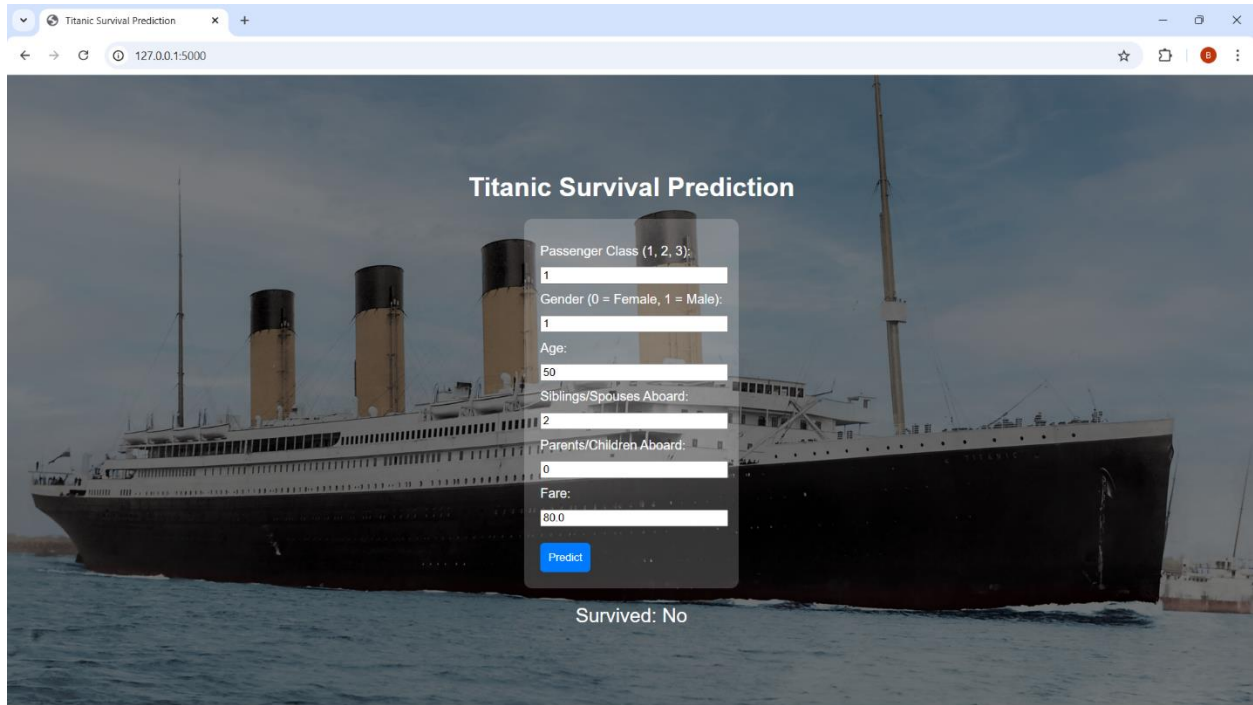 Titanic Survival Prediction
127.0.0.1:5000
B
Titanic Survival Prediction
Passenger Class (1, 2, 3):
1
Gender (0 = Female, 1 = Male):
1
Age:
50
Siblings/Spouses Aboard:
2
Parents/Children Aboard:
0
Fare:
80.0
Predict
Survived: No